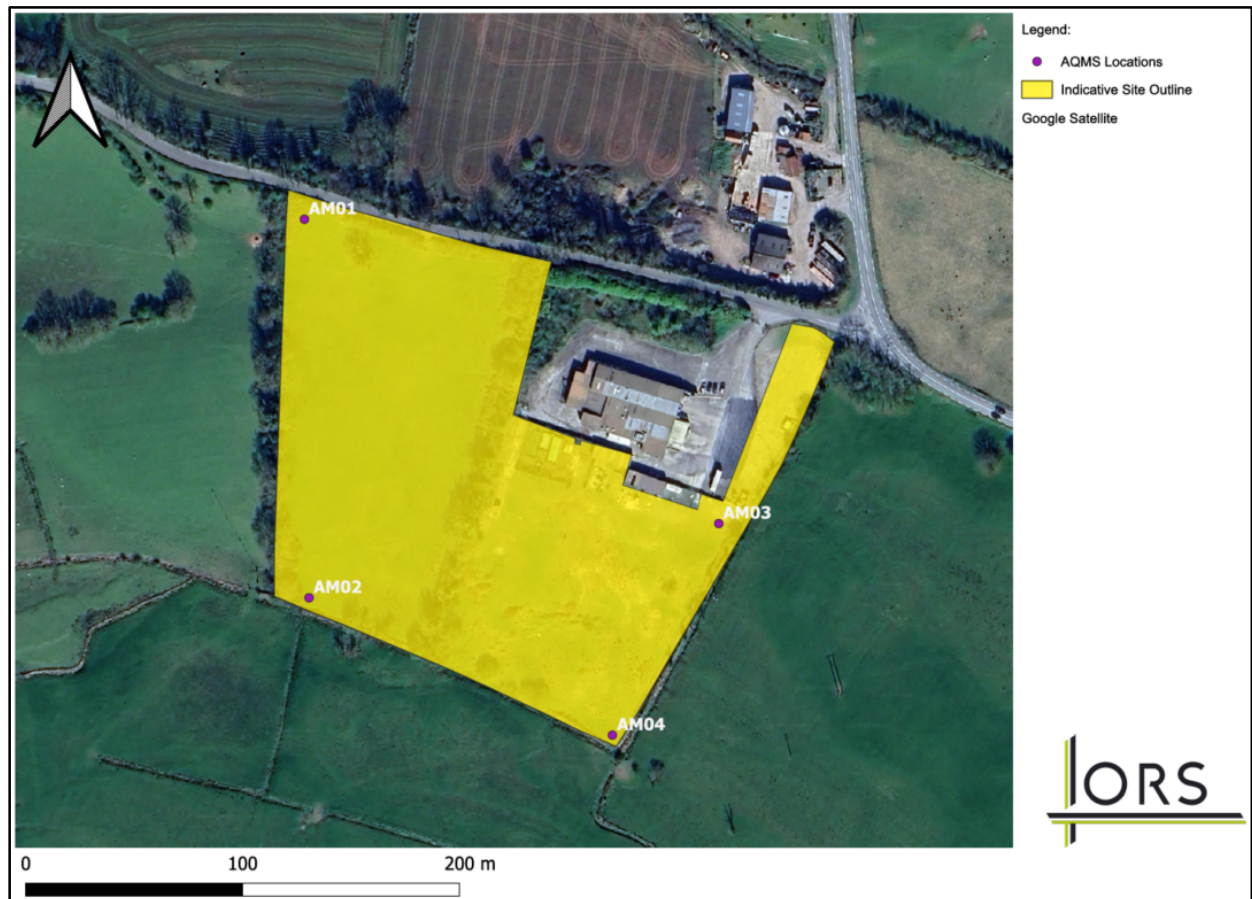 Legend:
AQMS Locations
Indicative Site Outline
Google Satellite
AM01
AM03
AM02
AM04
ORS
0 100 200 m